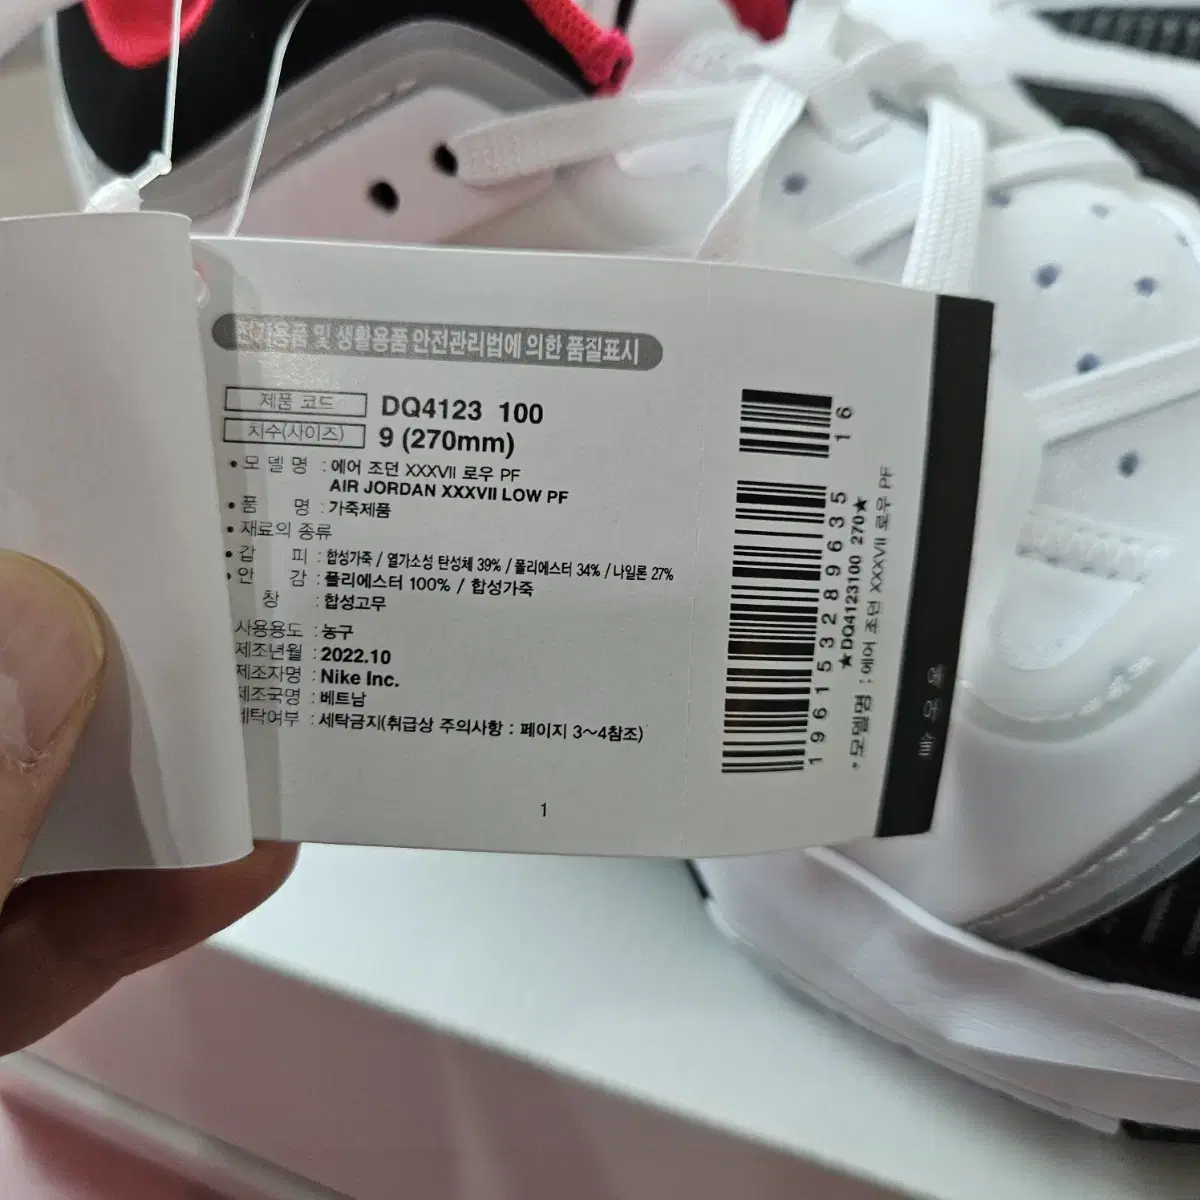 전기용품 및 생활용품 안전관리법에 의한 품질표시
제품 코드 DQ4123 100
치수(사이즈) 9 (270mm)
• 모 델 명 : 에어 조던 XXXVII 로우 PF
AIR JORDAN XXXVII LOW PF
• 품 명 : 가죽제품
• 재료의 종류
• 갑 피 : 합성가죽 / 열가소성 탄성체 39% / 폴리에스터 34% / 나일론 27%
• 안 감 : 폴리에스터 100% / 합성가죽
창 : 합성고무
사용용도 : 농구
제조년월 : 2022.10
제조자명 : Nike Inc.
제조국명 : 베트남
세탁여부 : 세탁금지(취급상 주의사항 : 페이지 3~4참조)
1
16
196153289635
★DQ4123100 270★
• 모델명 : 에어 조던 XXXVII 로우 PF